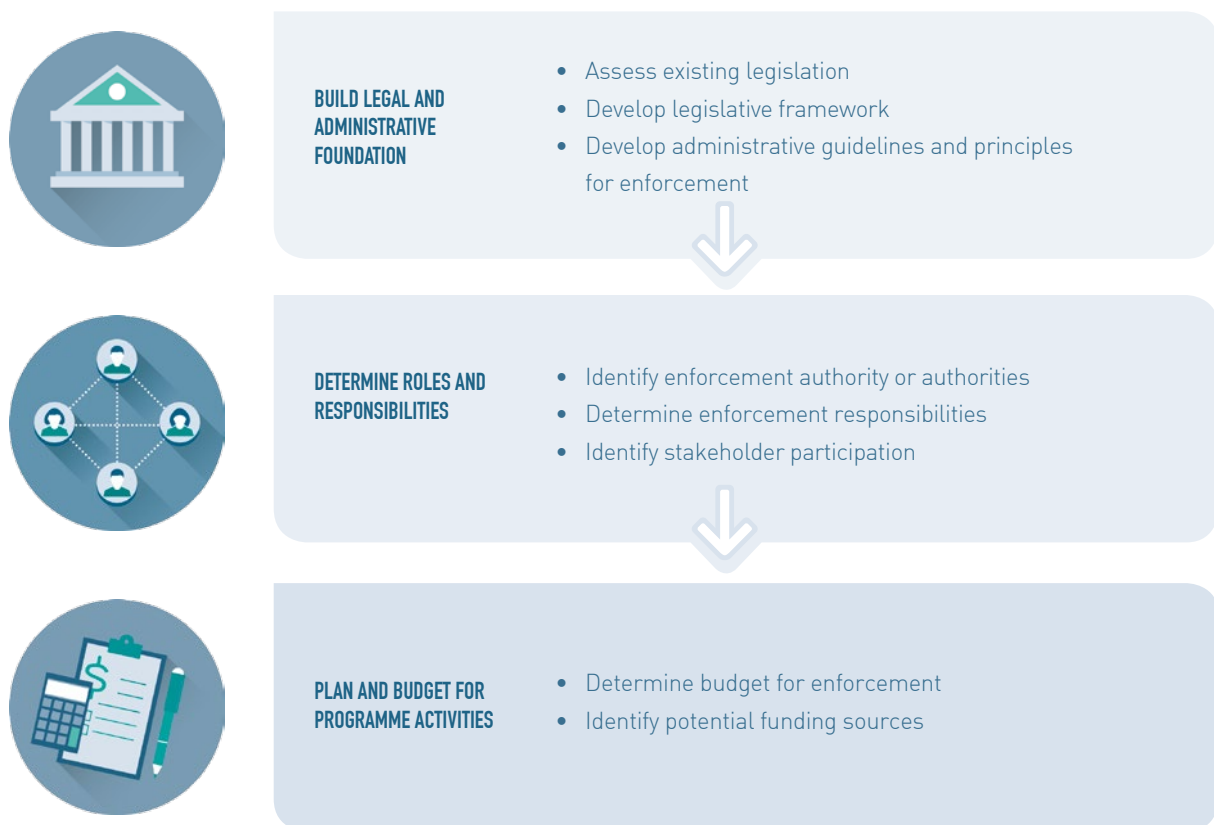 BUILD LEGAL AND
ADMINISTRATIVE
FOUNDATION
• Assess existing legislation
• Develop legislative framework
• Develop administrative guidelines and principles
for enforcement
DETERMINE ROLES AND
RESPONSIBILITIES
• Identify enforcement authority or authorities
• Determine enforcement responsibilities
• Identify stakeholder participation
$
PLAN AND BUDGET FOR
PROGRAMME ACTIVITIES
• Determine budget for enforcement
• Identify potential funding sources